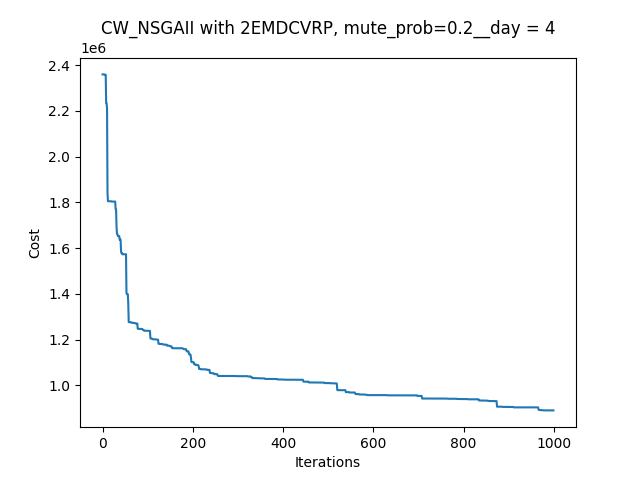 CW_NSGAII with 2EMDCVRP, mute_prob=0.2__day = 4
1e6
2.4
2.2
2.0
1.8
1.6
1.4
1.2
1.0
Cost
0 200 400 600 800 1000
Iterations